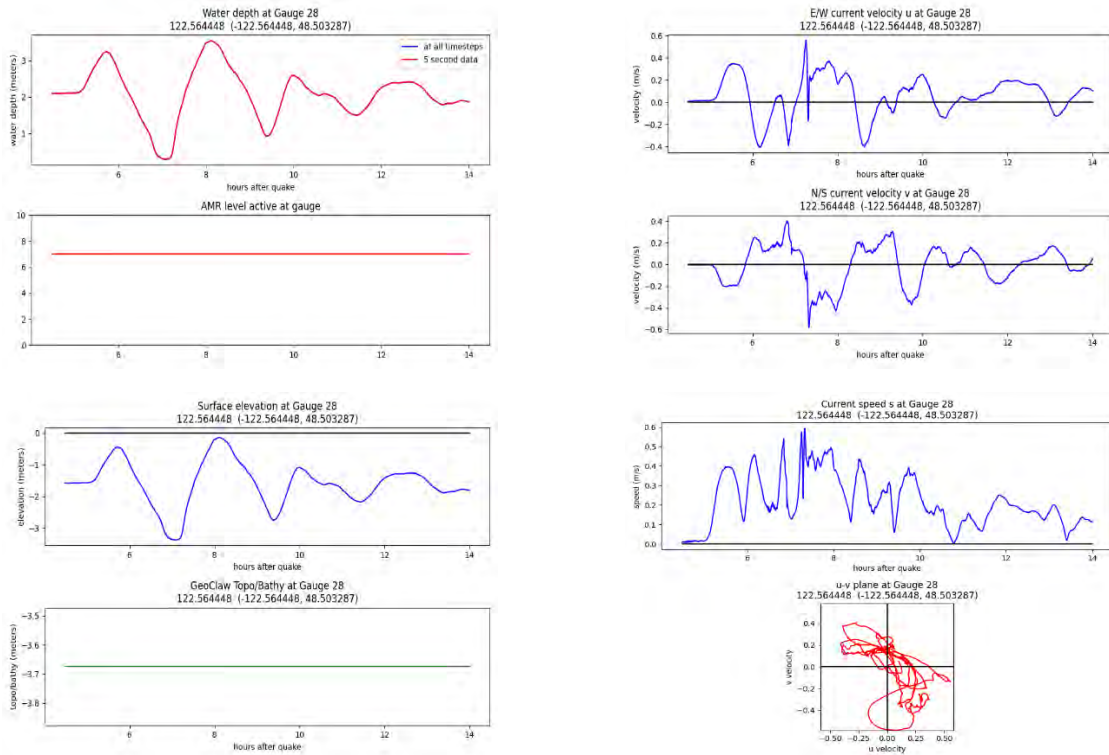 Water depth at Gauge 28
122.564448 (-122.564448, 48.503287)
at all timesteps
5 second data
water depth (meters)
3
2
1
6 8 10 12 14
hours after quake
AMR level active at gauge
10
8
6
4
2
0
6 8 10 12 14
hours after quake
Surface elevation at Gauge 28
122.564448 (-122.564448, 48.503287)
elevation (meters)
0
−1
−2
−3
6 8 10 12 14
hours after quake
GeoClaw Topo/Bathy at Gauge 28
122.564448 (-122.564448, 48.503287)
topo/bathy (meters)
−3.5
−3.6
−3.7
−3.8
6 8 10 12 14
hours after quake
E/W current velocity u at Gauge 28
122.564448 (-122.564448, 48.503287)
velocity (m/s)
0.6
0.4
0.2
0.0
−0.2
−0.4
6 8 10 12 14
hours after quake
N/S current velocity v at Gauge 28
122.564448 (-122.564448, 48.503287)
velocity (m/s)
0.4
0.2
0.0
−0.2
−0.4
−0.6
6 8 10 12 14
hours after quake
Current speed s at Gauge 28
122.564448 (-122.564448, 48.503287)
speed (m/s)
0.6
0.5
0.4
0.3
0.2
0.1
0.0
6 8 10 12 14
hours after quake
u-v plane at Gauge 28
122.564448 (-122.564448, 48.503287)
v velocity
0.4
0.2
0.0
−0.2
−0.4
−0.50 −0.25 0.00 0.25 0.50
u velocity